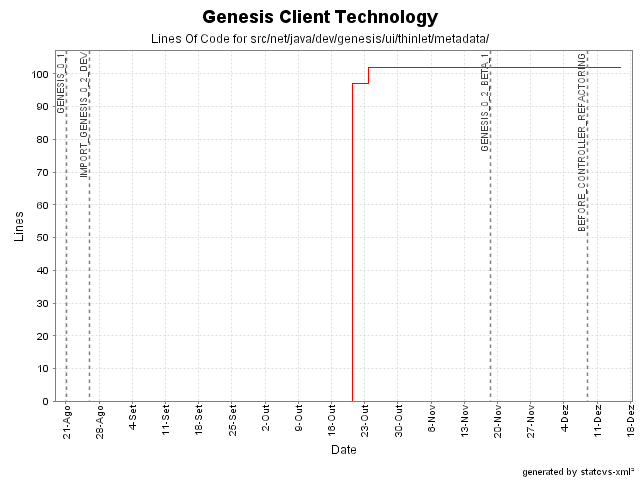 Genesis Client Technology
Lines Of Code for src/net/java/dev/genesis/ui/thinlet/metadata/
GENESIS_0_1
IMPORT_GENESIS_0_2_DEV
GENESIS_0_2_BETA_1
BEFORE_CONTROLLER_REFACTORING
Lines
100
90
80
70
60
50
40
30
20
10
0
21-Ago
28-Ago
4-Set
11-Set
18-Set
25-Set
2-Out
9-Out
16-Out
23-Out
30-Out
6-Nov
13-Nov
20-Nov
27-Nov
4-Dez
11-Dez
18-Dez
Date
generated by statcvs-xml²